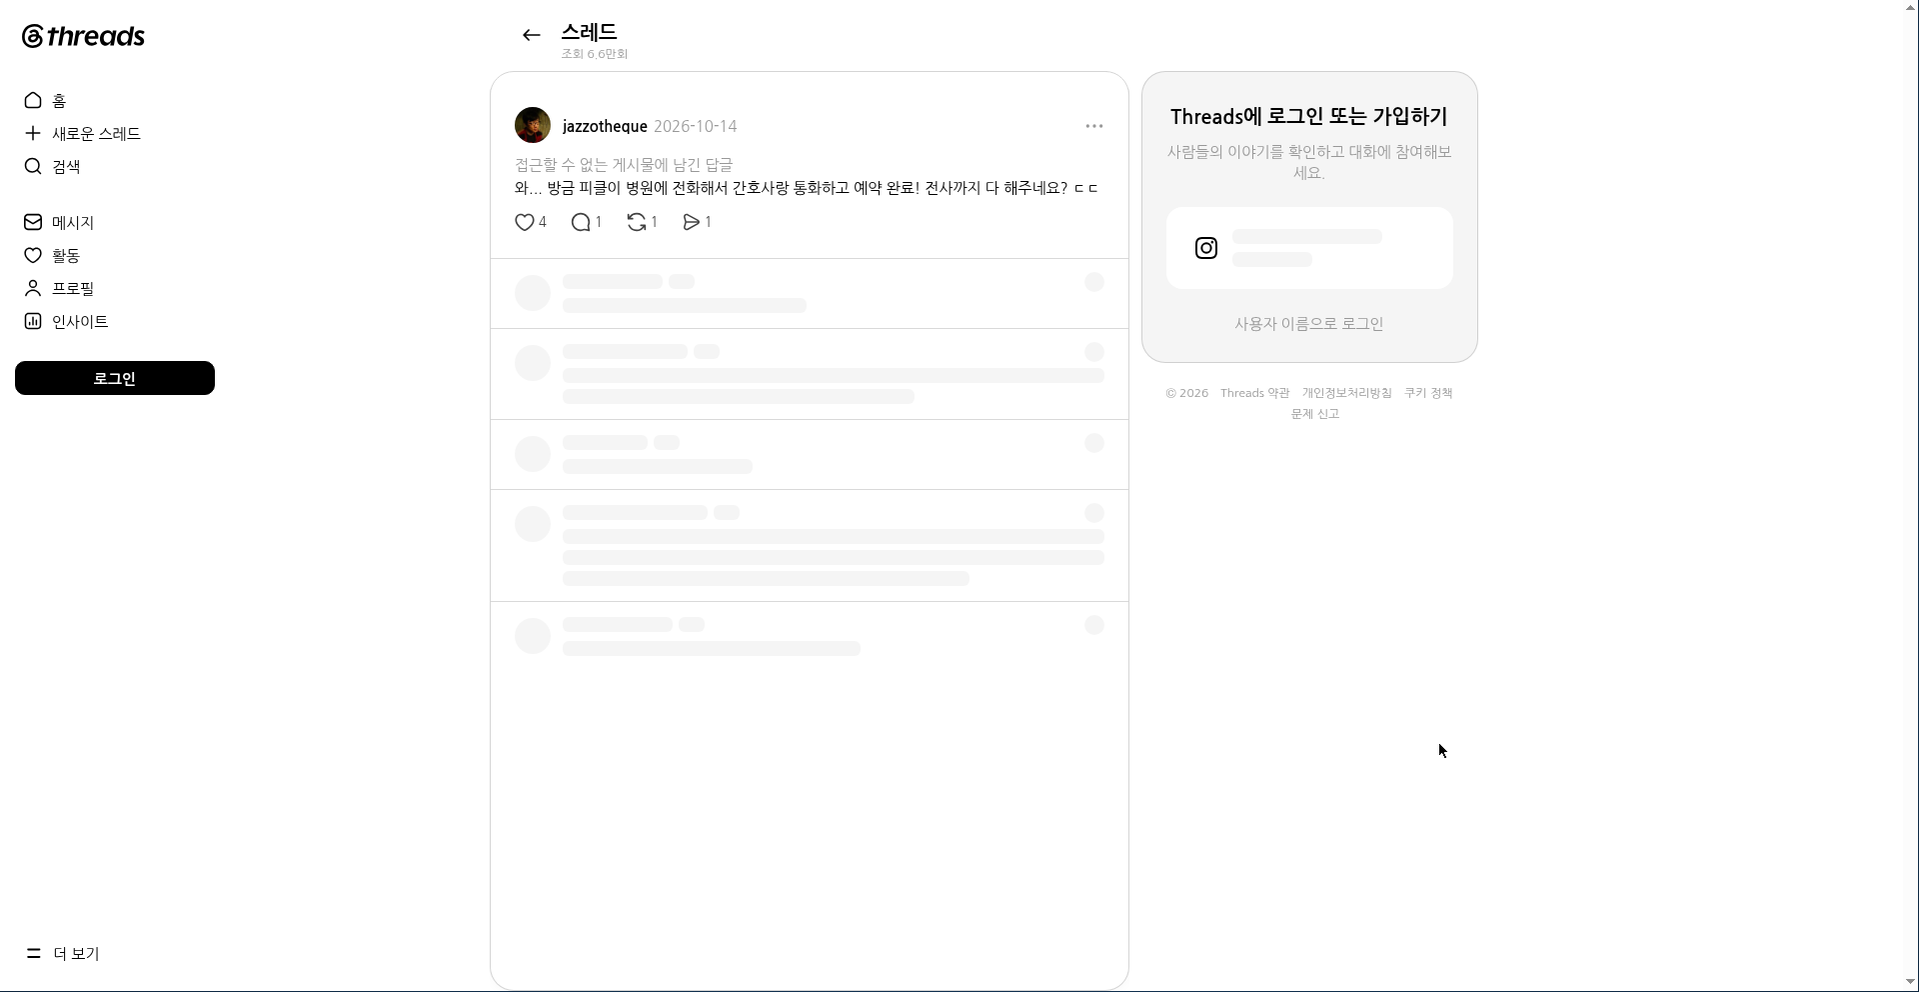 threads
홈
새로운 스레드
검색
메시지
활동
프로필
인사이트
로그인
더 보기
스레드
조회 6.6만회
jazzotheque 2026-10-14
접근할 수 없는 게시물에 남긴 답글
와... 방금 피클이 병원에 전화해서 간호사랑 통화하고 예약 완료! 전사까지 다 해주네요? ㄷㄷ
4 1 1 1
Threads에 로그인 또는 가입하기
사람들의 이야기를 확인하고 대화에 참여해보
세요.
사용자 이름으로 로그인
© 2026 Threads 약관 개인정보처리방침 쿠키 정책
문제 신고